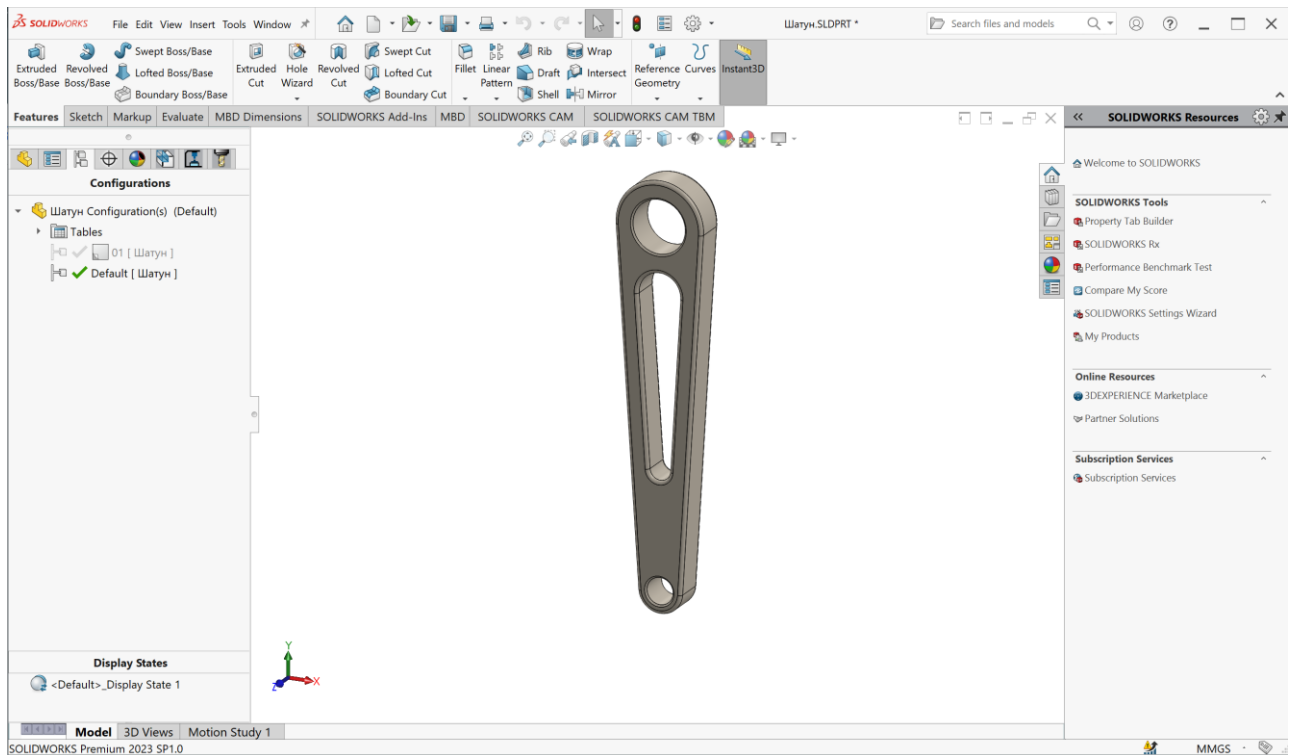 SOLIDWORKS File Edit View Insert Tools Window Шатун.SLDPRT * Search files and models
Extruded Boss/Base
Revolved Boss/Base
Swept Boss/Base
Lofted Boss/Base
Boundary Boss/Base
Extruded Cut
Hole Wizard
Revolved Cut
Swept Cut
Lofted Cut
Boundary Cut
Fillet
Linear Pattern
Rib
Draft
Shell
Wrap
Intersect
Mirror
Reference Geometry
Curves
Instant3D
Features Sketch Markup Evaluate MBD Dimensions SOLIDWORKS Add-Ins MBD SOLIDWORKS CAM SOLIDWORKS CAM TBM
Configurations
Шатун Configuration(s) (Default)
Tables
01 [ Шатун ]
Default [ Шатун ]
Y
X
Z
Display States
<Default>_Display State 1
SOLIDWORKS Resources
Welcome to SOLIDWORKS
SOLIDWORKS Tools
Property Tab Builder
SOLIDWORKS Rx
Performance Benchmark Test
Compare My Score
SOLIDWORKS Settings Wizard
My Products
Online Resources
3DEXPERIENCE Marketplace
Partner Solutions
Subscription Services
Subscription Services
Model 3D Views Motion Study 1
SOLIDWORKS Premium 2023 SP1.0 MMGS